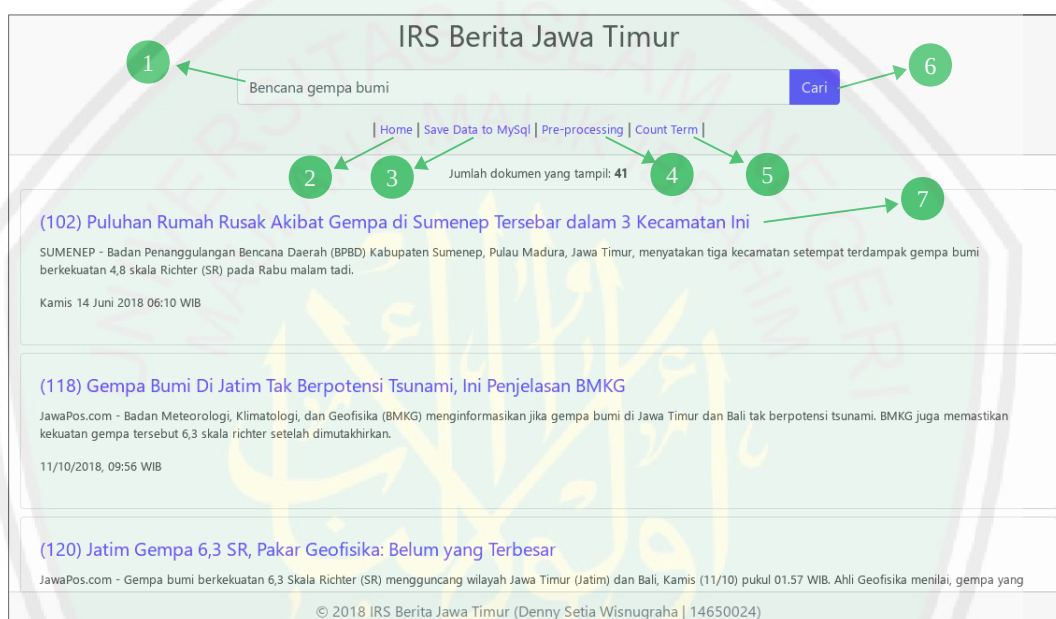 IRS Berita Jawa Timur
1
Bencana gempa bumi
Cari
6
| Home | Save Data to MySql | Pre-processing | Count Term |
2
3
Jumlah dokumen yang tampil: 41
4
5
7
(102) Puluhan Rumah Rusak Akibat Gempa di Sumenep Tersebar dalam 3 Kecamatan Ini
SUMENEP - Badan Penanggulangan Bencana Daerah (BPBD) Kabupaten Sumenep, Pulau Madura, Jawa Timur, menyatakan tiga kecamatan setempat terdampak gempa bumi
berkekuatan 4,8 skala Richter (SR) pada Rabu malam tadi.
Kamis 14 Juni 2018 06:10 WIB
(118) Gempa Bumi Di Jatim Tak Berpotensi Tsunami, Ini Penjelasan BMKG
JawaPos.com - Badan Meteorologi, Klimatologi, dan Geofisika (BMKG) menginformasikan jika gempa bumi di Jawa Timur dan Bali tak berpotensi tsunami. BMKG juga memastikan
kekuatan gempa tersebut 6,3 skala richter setelah dimutakhirkan.
11/10/2018, 09:56 WIB
(120) Jatim Gempa 6,3 SR, Pakar Geofisika: Belum yang Terbesar
JawaPos.com - Gempa bumi berkekuatan 6,3 Skala Richter (SR) mengguncang wilayah Jawa Timur (Jatim) dan Bali, Kamis (11/10) pukul 01.57 WIB. Ahli Geofisika menilai, gempa yang
© 2018 IRS Berita Jawa Timur (Denny Setia Wisnugraha | 14650024)